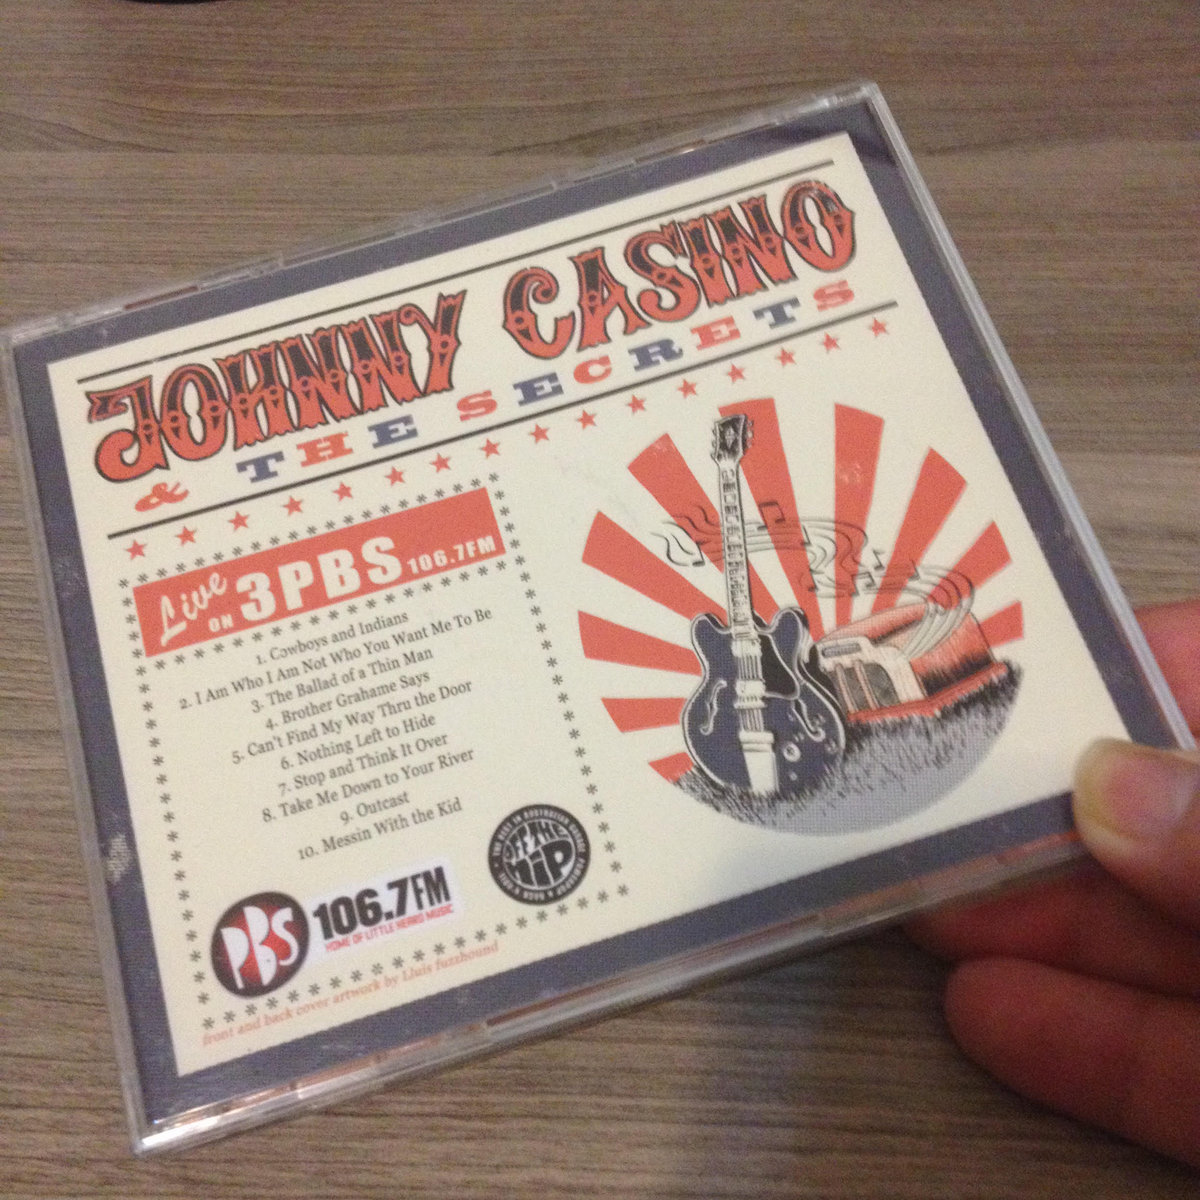 JOHNNY CASINO
& THE SECRETS
Live ON 3PBS 106.7FM
1. Cowboys and Indians
2. I Am Who I Am Not Who You Want Me To Be
3. The Ballad of a Thin Man
4. Brother Grahame Says
5. Can't Find My Way Thru the Door
6. Nothing Left to Hide
7. Stop and Think It Over
8. Take Me Down to Your River
9. Outcast
10. Messin With the Kid
OFF THE HIP
PBS 106.7FM
HOME OF LITTLE HEARD MUSIC
front and back cover artwork by Lluis fuzzhound